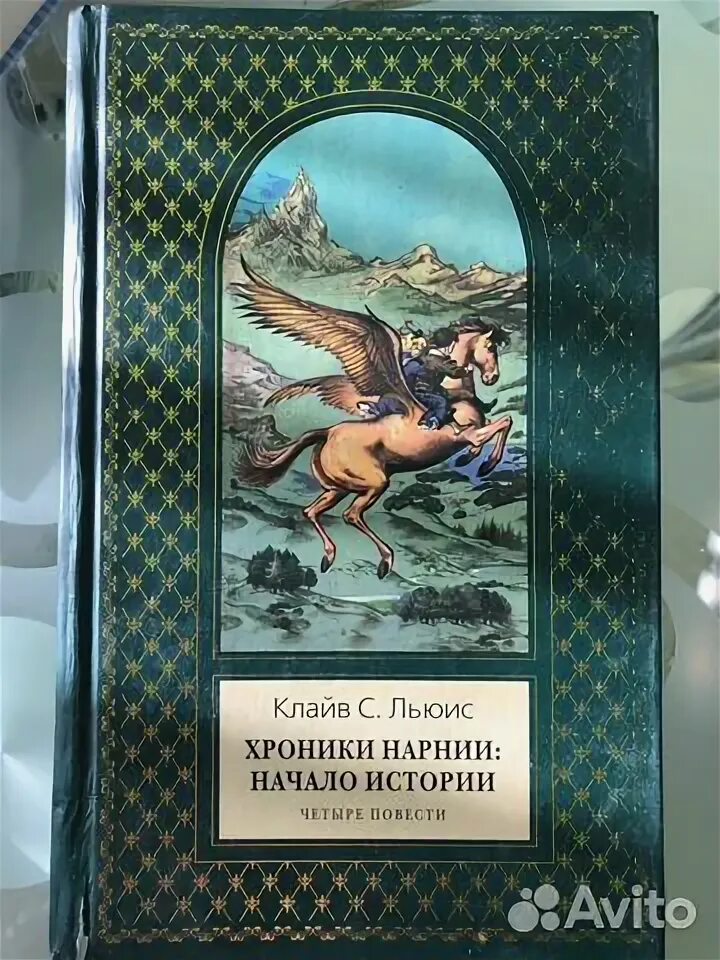 Клайв С. Льюис
ХРОНИКИ НАРНИИ:
НАЧАЛО ИСТОРИИ
ЧЕТЫРЕ ПОВЕСТИ
Avito